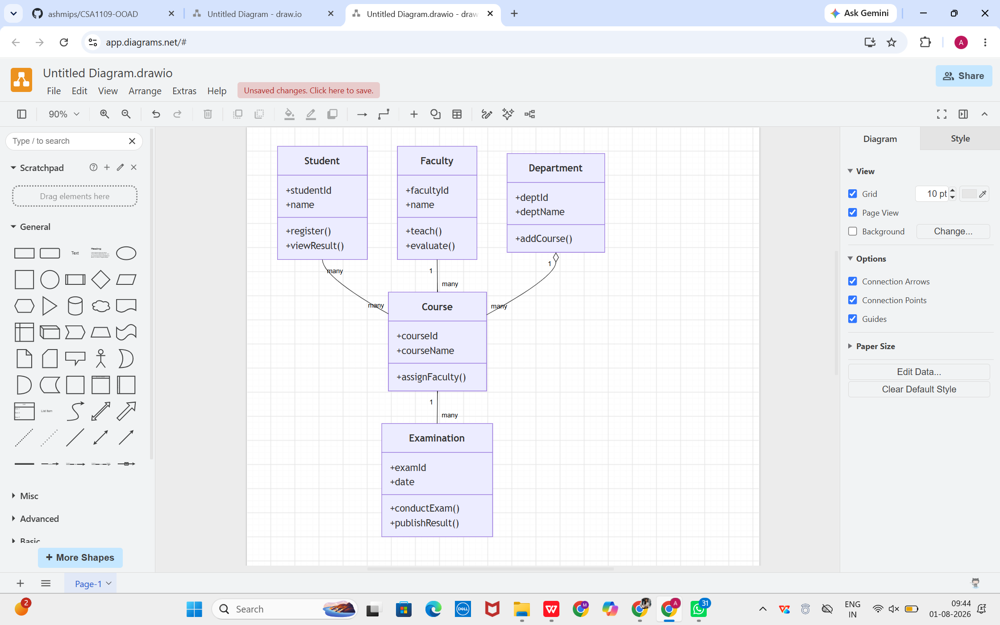 ashmips/CSA1109-OOAD
Untitled Diagram - draw.io
Untitled Diagram.drawio - draw
Ask Gemini
app.diagrams.net/#
A
Untitled Diagram.drawio
File Edit View Arrange Extras Help
Unsaved changes. Click here to save.
Share
90%
Type / to search
Scratchpad
Drag elements here
General
Text
Heading
List
List Item
Misc
Advanced
Basic
+ More Shapes
Student
+studentId
+name
+register()
+viewResult()
Faculty
+facultyId
+name
+teach()
+evaluate()
Department
+deptId
+deptName
+addCourse()
many
1
1
many
many
many
Course
+courseId
+courseName
+assignFaculty()
1
many
Examination
+examId
+date
+conductExam()
+publishResult()
Diagram
Style
View
Grid
10 pt
Page View
Background
Change...
Options
Connection Arrows
Connection Points
Guides
Paper Size
Edit Data...
Clear Default Style
Page-1
2
Search
DELL
W
M
A
31
ENG
IN
09:44
01-08-2026